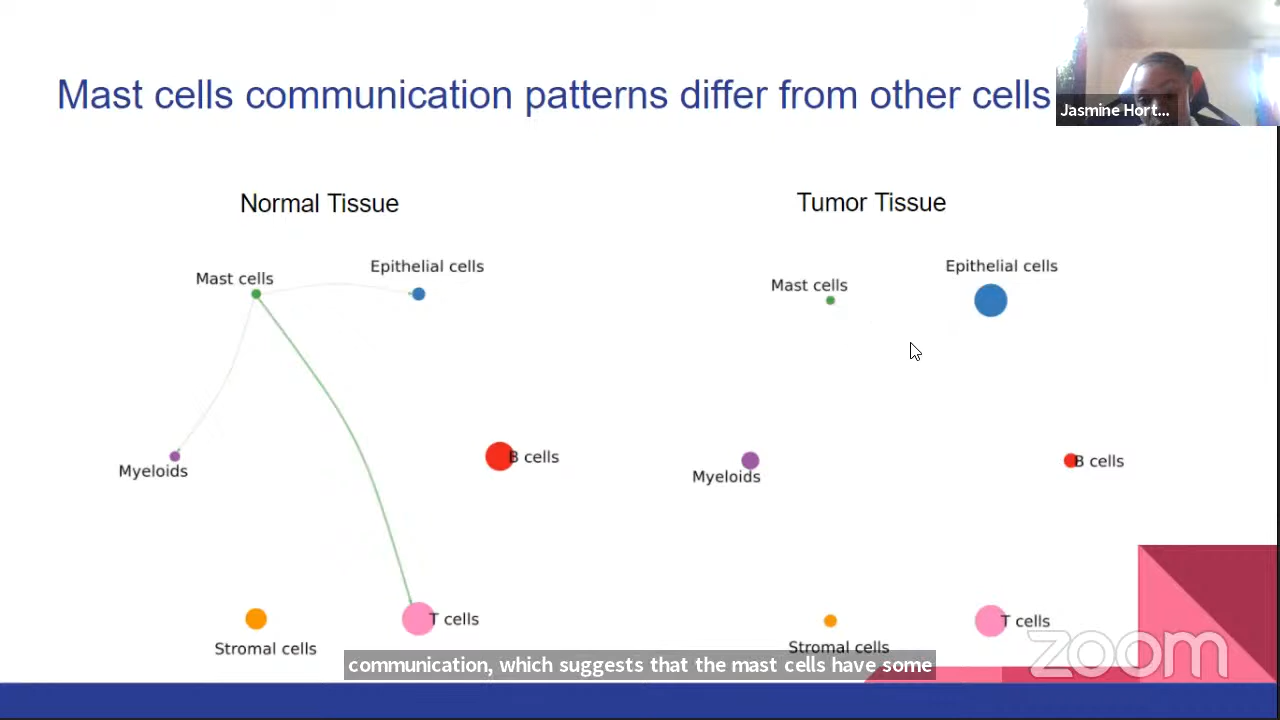 Mast cells communication patterns differ from other cells
Jasmine Hort...
Normal Tissue
Tumor Tissue
Mast cells
Epithelial cells
Myeloids
B cells
Stromal cells
T cells
Mast cells
Epithelial cells
Myeloids
B cells
Stromal cells
T cells
communication, which suggests that the mast cells have some
zoom